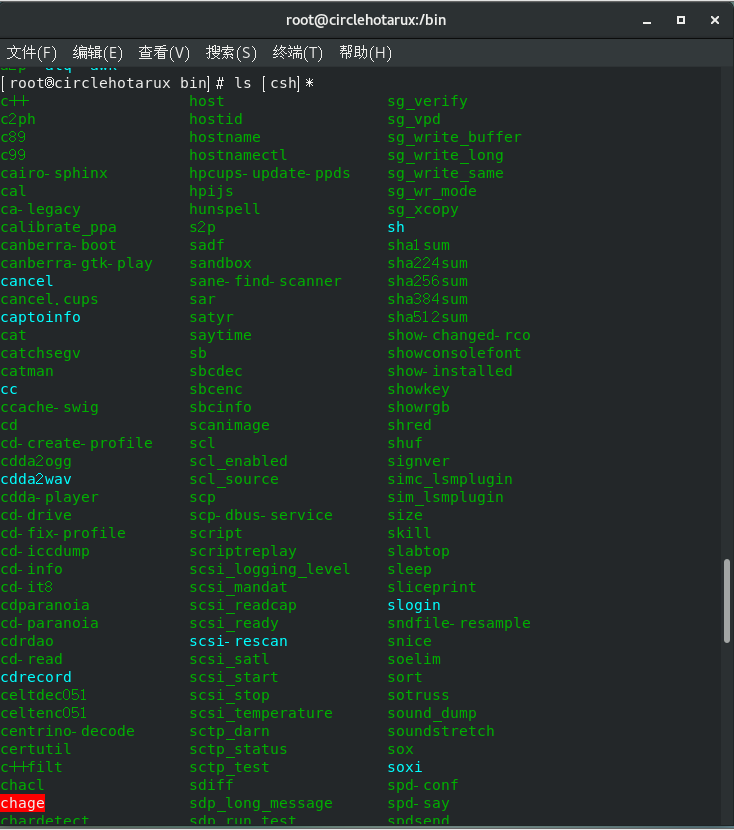 root@circlehotarux:/bin
文件(F) 编辑(E) 查看(V) 搜索(S) 终端(T) 帮助(H)
[root@circlehotarux bin]# ls [csh]*
c++ host sg_verify
c2ph hostid sg_vpd
c89 hostname sg_write_buffer
c99 hostnamectl sg_write_long
cairo-sphinx hpcups-update-ppds sg_write_same
cal hpijs sg_wr_mode
ca-legacy hunspell sg_xcopy
calibrate_ppa s2p sh
canberra-boot sadf sha1sum
canberra-gtk-play sandbox sha224sum
cancel sane-find-scanner sha256sum
cancel.cups sar sha384sum
captoinfo satyr sha512sum
cat saytime show-changed-rco
catchsegv sb showconsolefont
catman sbcdec show-installed
cc sbcenc showkey
ccache-swig sbcinfo showrgb
cd scanimage shred
cd-create-profile scl shuf
cdda2ogg scl_enabled signver
cdda2wav scl_source simc_lsmplugin
cdda-player scp sim_lsmplugin
cd-drive scp-dbus-service size
cd-fix-profile script skill
cd-iccdump scriptreplay slabtop
cd-info scsi_logging_level sleep
cd-it8 scsi_mandat sliceprint
cdparanoia scsi_readcap slogin
cd-paranoia scsi_ready sndfile-resample
cdrdao scsi-rescan snice
cd-read scsi_satl soelim
cdrecord scsi_start sort
celtdec051 scsi_stop sotruss
celtenc051 scsi_temperature sound_dump
centrino-decode sctp_darn soundstretch
certutil sctp_status sox
c++filt sctp_test soxi
chacl sdiff spd-conf
chage sdp_long_message spd-say
chardetect sdp_run_test spdsend